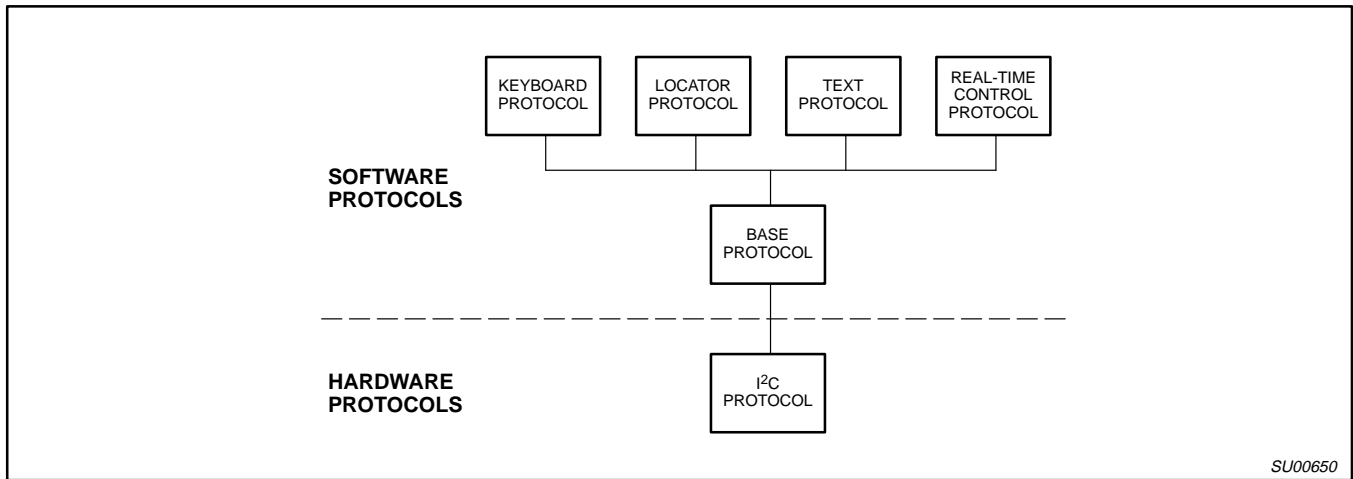 KEYBOARD
PROTOCOL
LOCATOR
PROTOCOL
TEXT
PROTOCOL
REAL-TIME
CONTROL
PROTOCOL
SOFTWARE
PROTOCOLS
BASE
PROTOCOL
HARDWARE
PROTOCOLS
I²C
PROTOCOL
SU00650